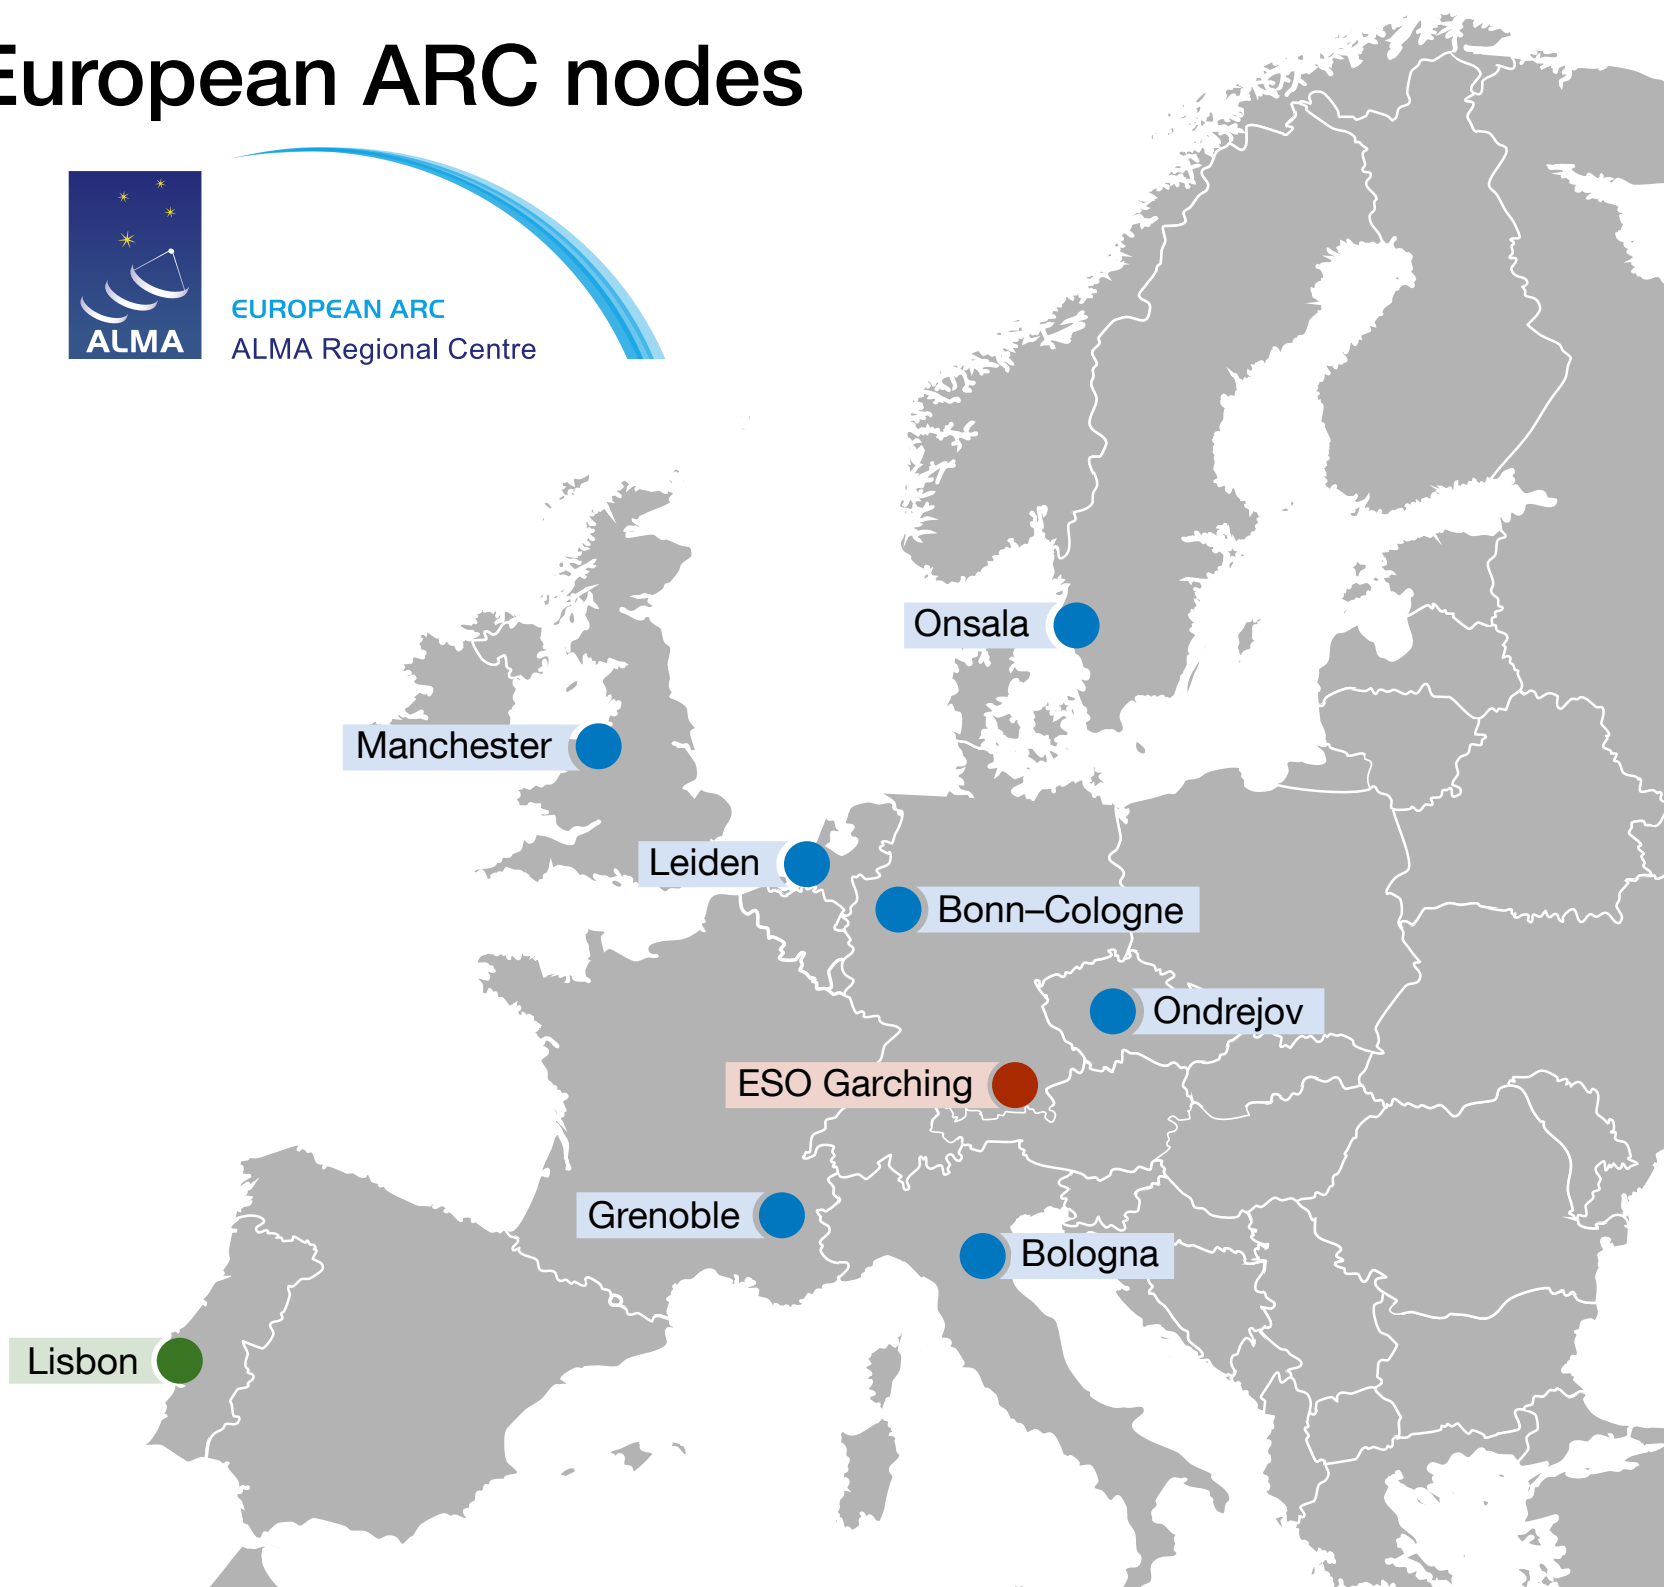 European ARC nodes
ALMA
EUROPEAN ARC
ALMA Regional Centre
Onsala
Manchester
Leiden
Bonn–Cologne
Ondrejov
ESO Garching
Grenoble
Bologna
Lisbon